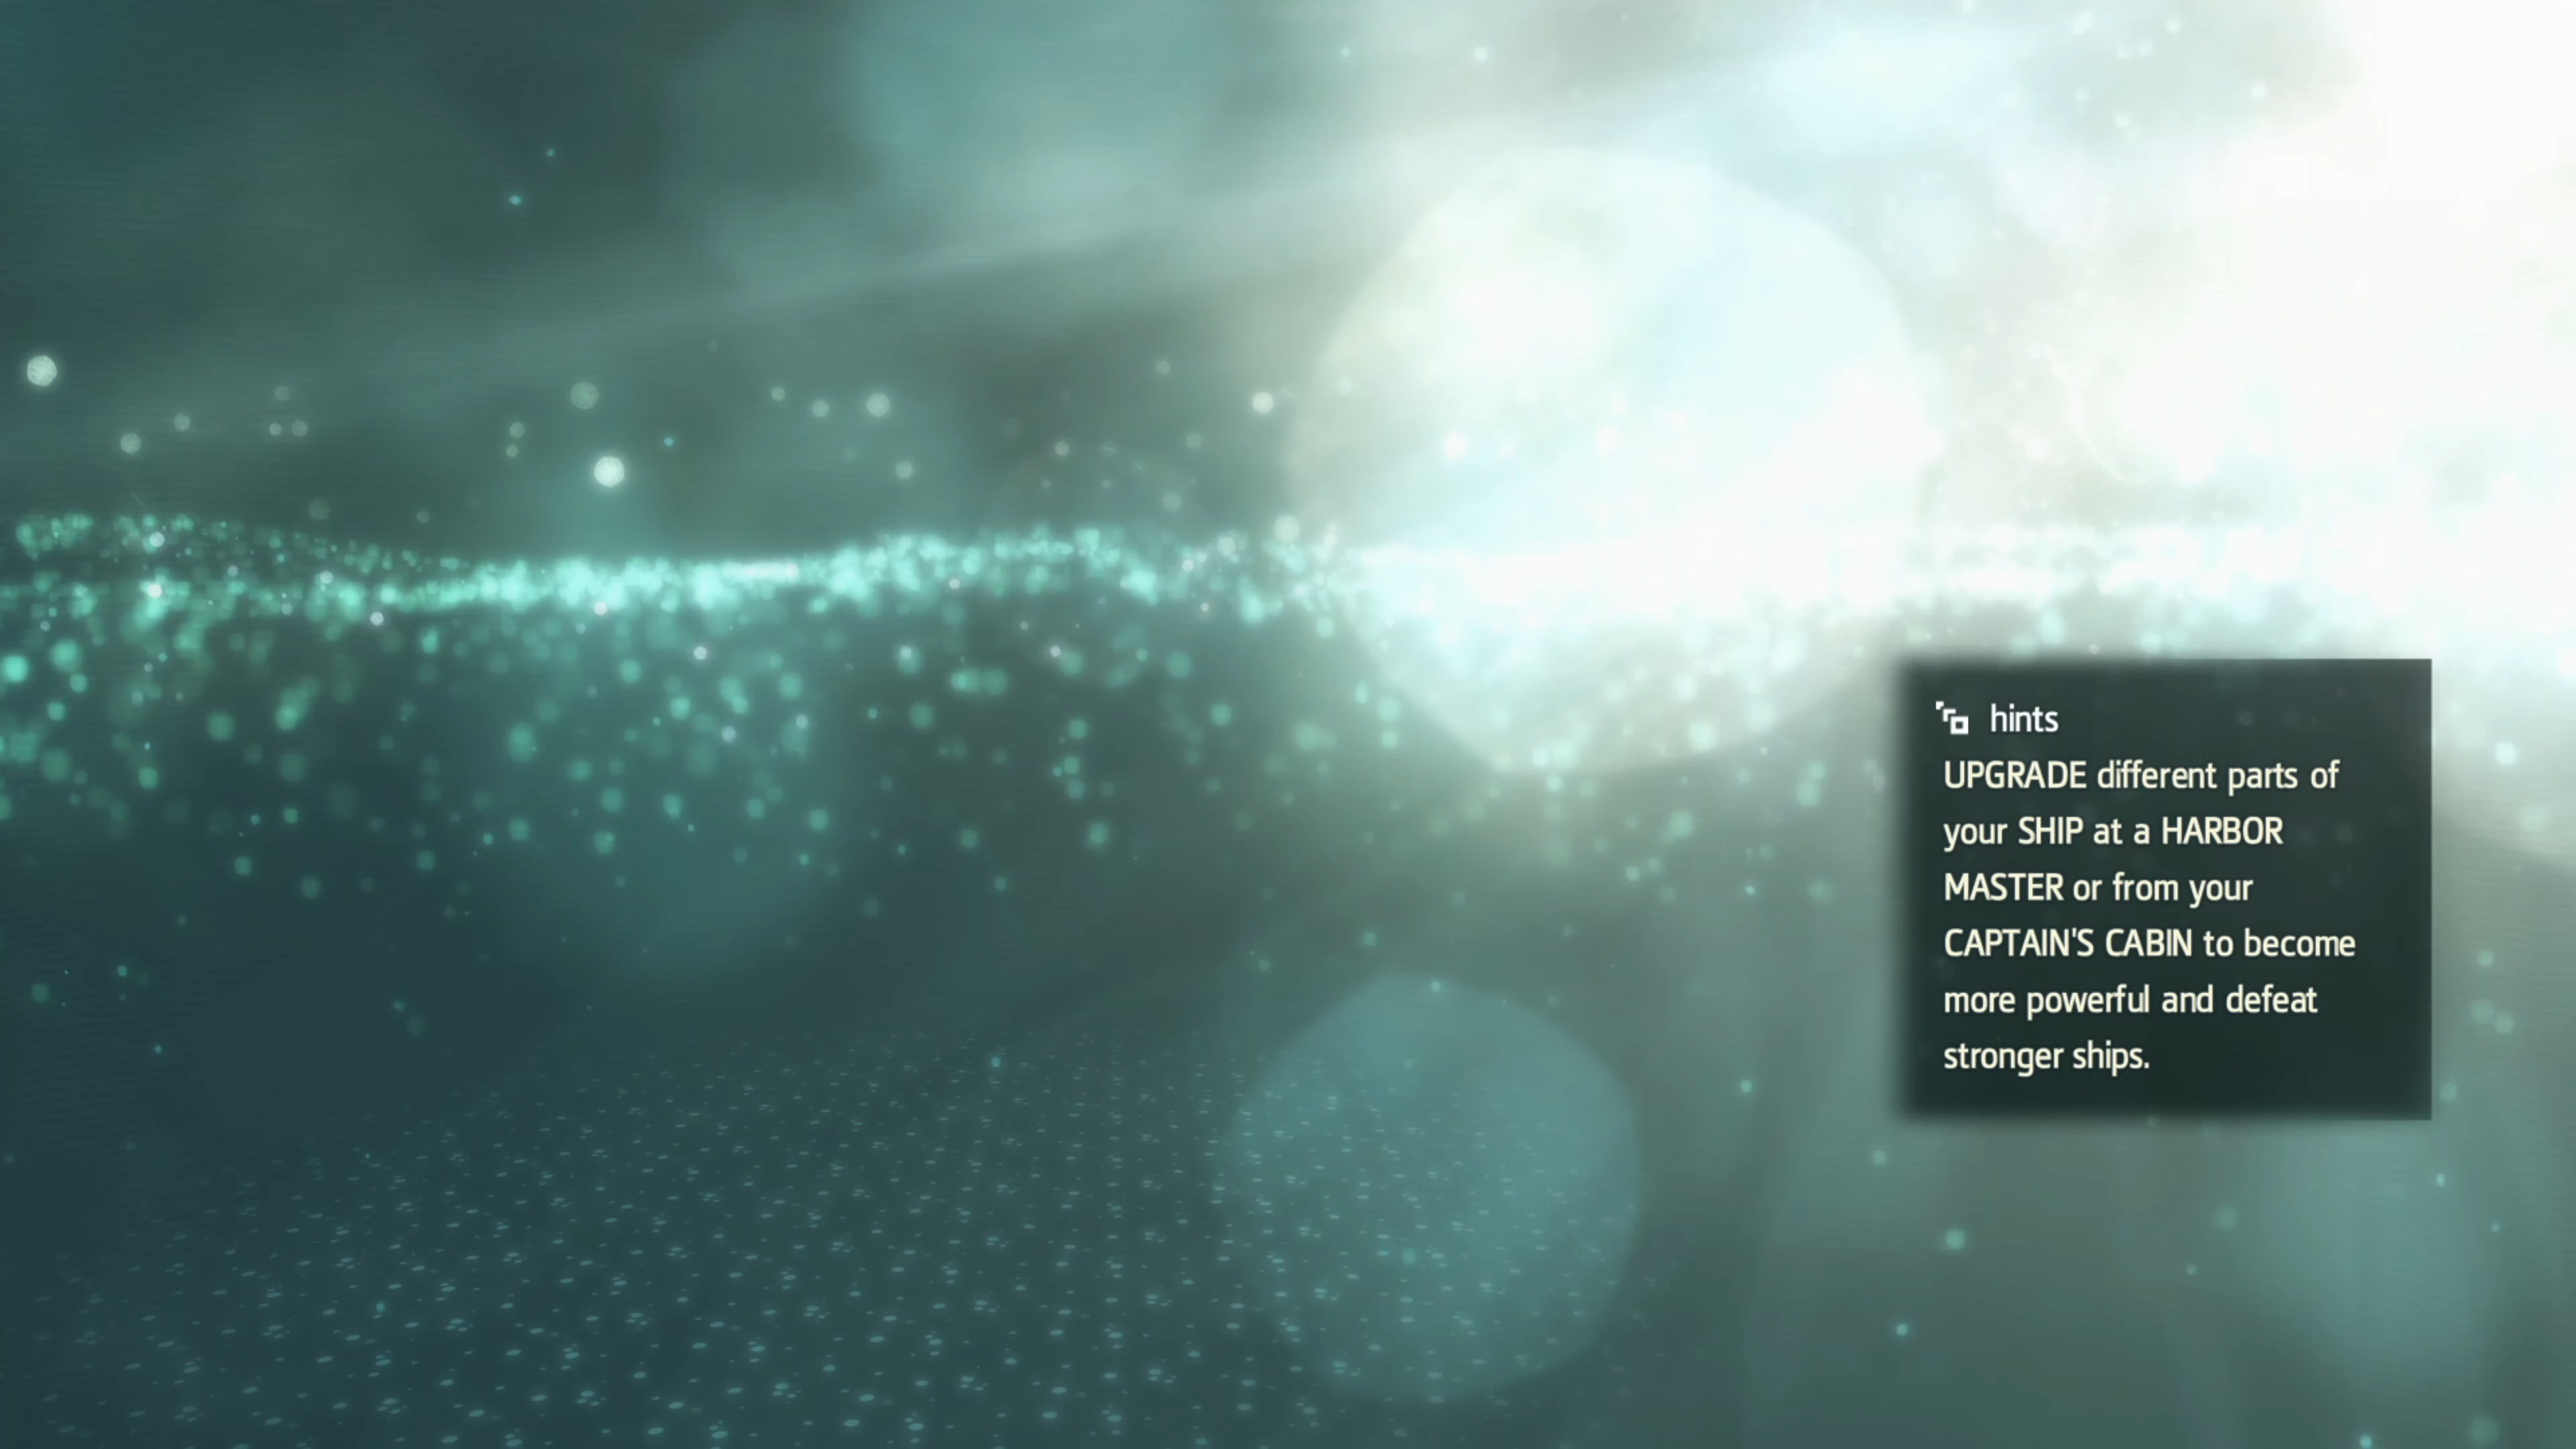 hints
UPGRADE different parts of
your SHIP at a HARBOR
MASTER or from your
CAPTAIN'S CABIN to become
more powerful and defeat
stronger ships.